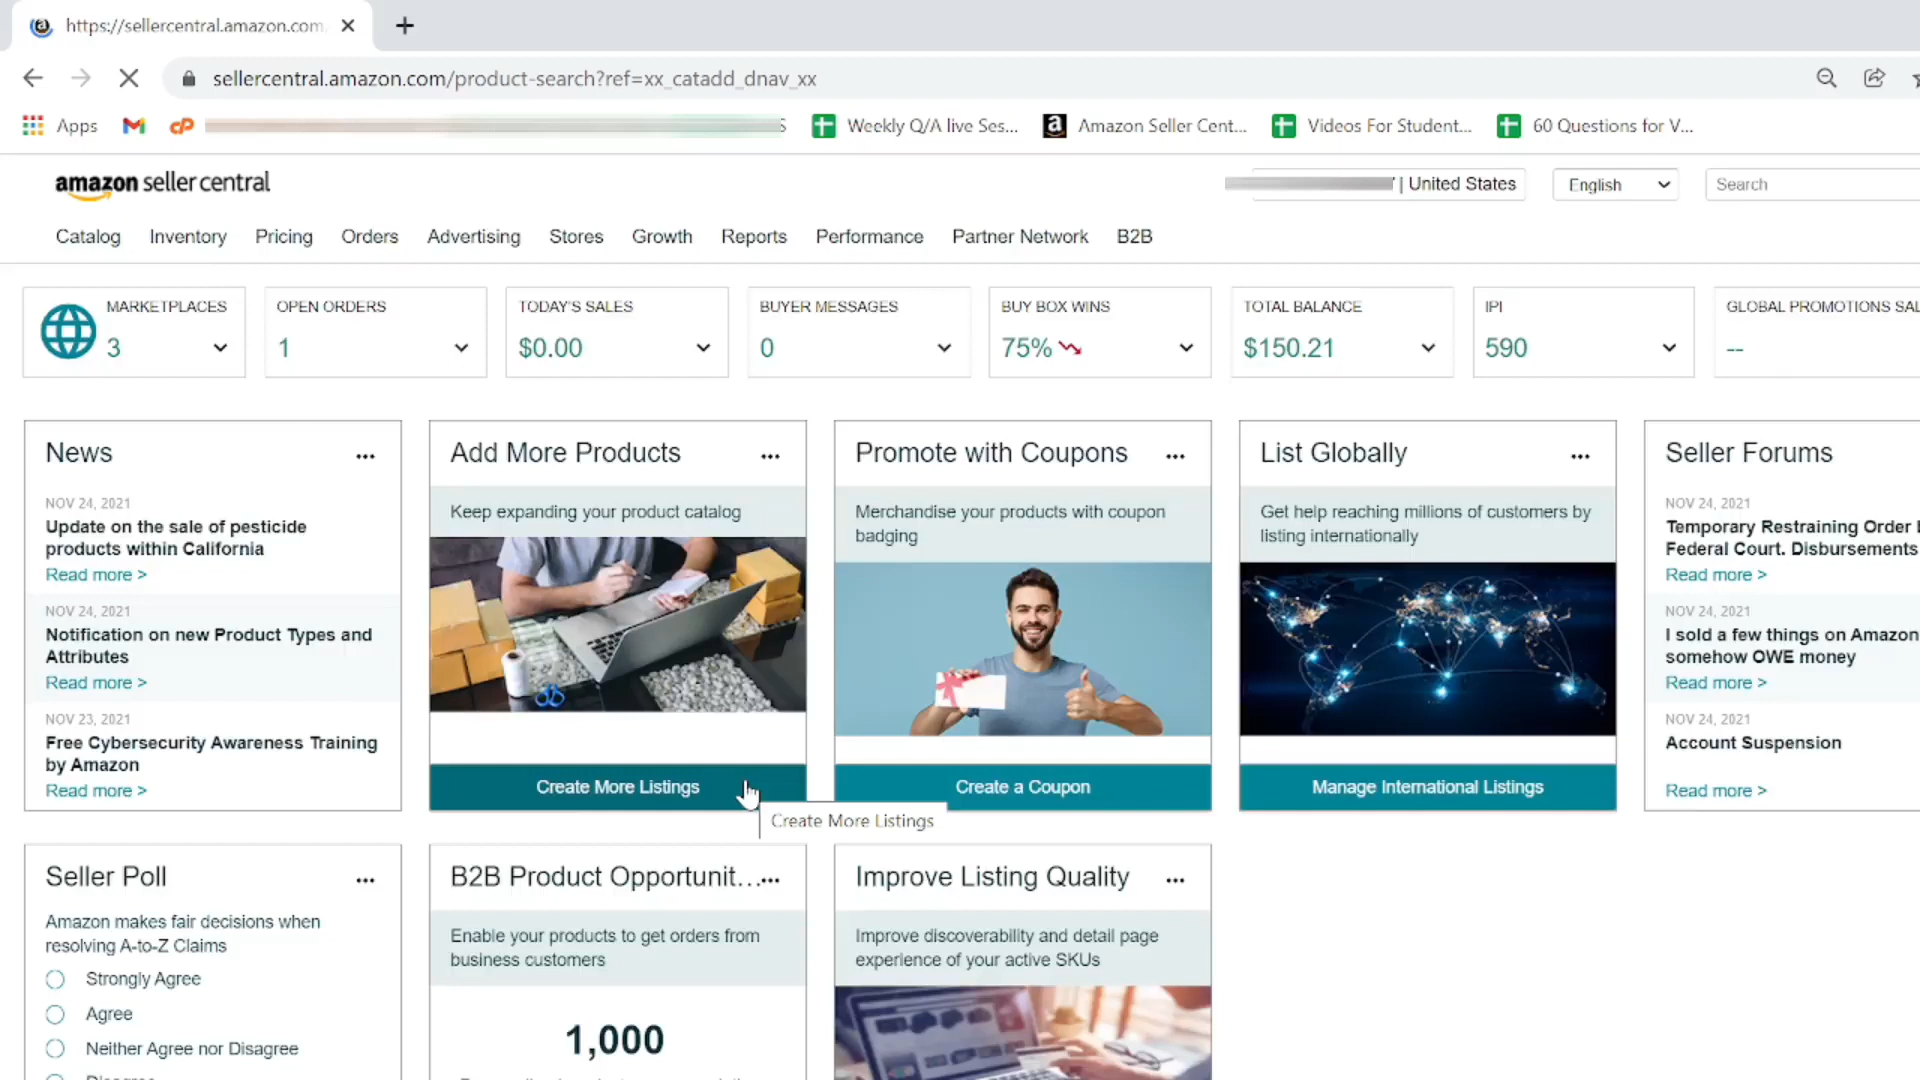 https://sellercentral.amazon.com
sellercentral.amazon.com/product-search?ref=xx_catadd_dnav_xx
Apps
Weekly Q/A live Ses...
Amazon Seller Cent...
Videos For Student...
60 Questions for V...
amazon seller central
| United States
English
Search
Catalog Inventory Pricing Orders Advertising Stores Growth Reports Performance Partner Network B2B
MARKETPLACES
3
OPEN ORDERS
1
TODAY'S SALES
$0.00
BUYER MESSAGES
0
BUY BOX WINS
75%
TOTAL BALANCE
$150.21
IPI
590
GLOBAL PROMOTIONS SAL
--
News
NOV 24, 2021
Update on the sale of pesticide
products within California
Read more >
NOV 24, 2021
Notification on new Product Types and
Attributes
Read more >
NOV 23, 2021
Free Cybersecurity Awareness Training
by Amazon
Read more >
Add More Products
Keep expanding your product catalog
Create More Listings
Create More Listings
Promote with Coupons
Merchandise your products with coupon
badging
Create a Coupon
List Globally
Get help reaching millions of customers by
listing internationally
Manage International Listings
Seller Forums
NOV 24, 2021
Temporary Restraining Order
Federal Court. Disbursements
Read more >
NOV 24, 2021
I sold a few things on Amazon
somehow OWE money
Read more >
NOV 24, 2021
Account Suspension
Read more >
Seller Poll
Amazon makes fair decisions when
resolving A-to-Z Claims
Strongly Agree
Agree
Neither Agree nor Disagree
B2B Product Opportunit...
Enable your products to get orders from
business customers
1,000
Improve Listing Quality
Improve discoverability and detail page
experience of your active SKUs